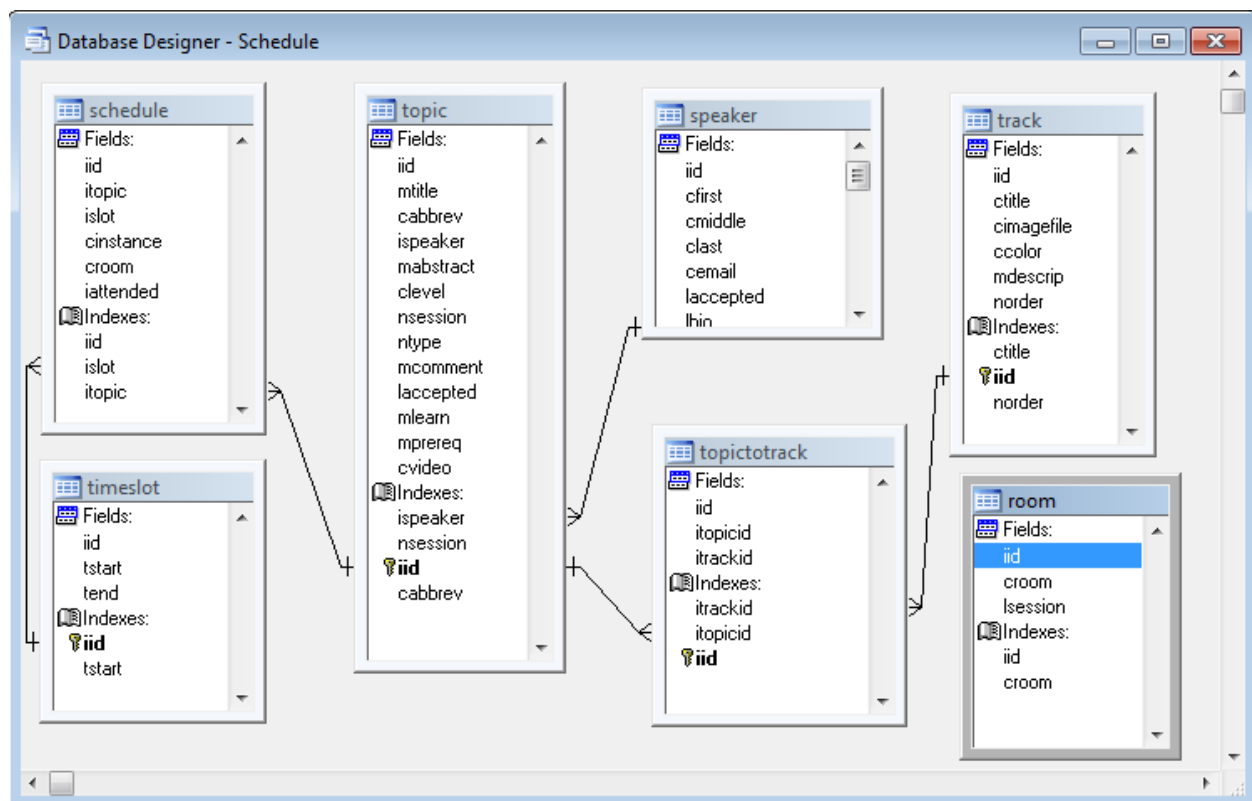 Database Designer - Schedule
schedule
Fields:
iid
itopic
islot
cinstance
croom
iattended
Indexes:
iid
islot
itopic
timeslot
Fields:
iid
tstart
tend
Indexes:
iid
tstart
topic
Fields:
iid
mtitle
cabbrev
ispeaker
mabstract
clevel
nsession
ntype
mcomment
laccepted
mlearn
mprereq
cvideo
Indexes:
ispeaker
nsession
iid
cabbrev
speaker
Fields:
iid
cfirst
cmiddle
clast
cemail
laccepted
topictotrack
Fields:
iid
itopicid
itrackid
Indexes:
itrackid
itopicid
iid
track
Fields:
iid
ctitle
cimagefile
ccolor
mdescrip
norder
Indexes:
ctitle
iid
norder
room
Fields:
iid
croom
lsession
Indexes:
iid
croom